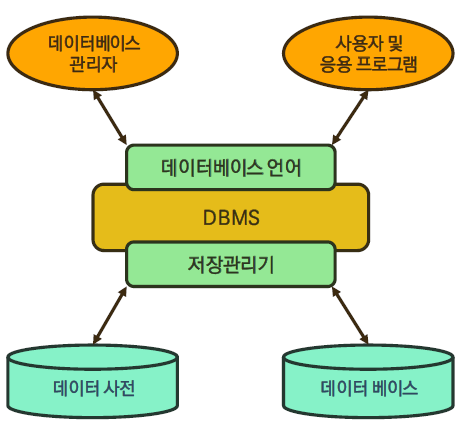 데이터베이스
관리자
사용자 및
응용 프로그램
데이터베이스 언어
DBMS
저장관리기
데이터 사전
데이터 베이스